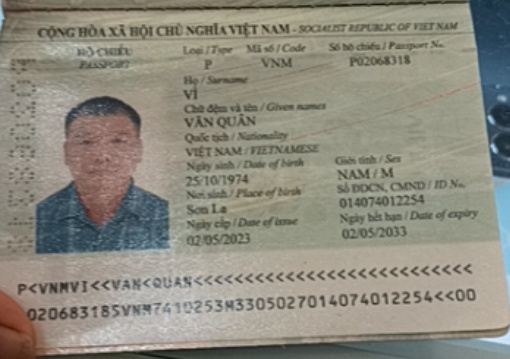 CỘNG HÒA XÃ HỘI CHỦ NGHĨA VIỆT NAM - SOCIALIST REPUBLIC OF VIET NAM
HỘ CHIẾU Loại / Type Mã số / Code Số hộ chiếu / Passport No.
PASSPORT P VNM P02068318
Họ / Surname
VÌ
Chữ đệm và tên / Given names
VĂN QUÂN
Quốc tịch / Nationality
VIỆT NAM / VIETNAMESE
Ngày sinh / Date of birth Giới tính / Sex
25/10/1974 NAM / M
Nơi sinh / Place of birth Số ĐDCN, CMND / ID No.
Sơn La 014074012254
Ngày cấp / Date of issue Ngày hết hạn / Date of expiry
02/05/2023 02/05/2033
P<VNMVI<<VAN<QUAN<<<<<<<<<<<<<<<<<<<<<<<<<<<
020683185VNM7410253M3305027014074012254<<00